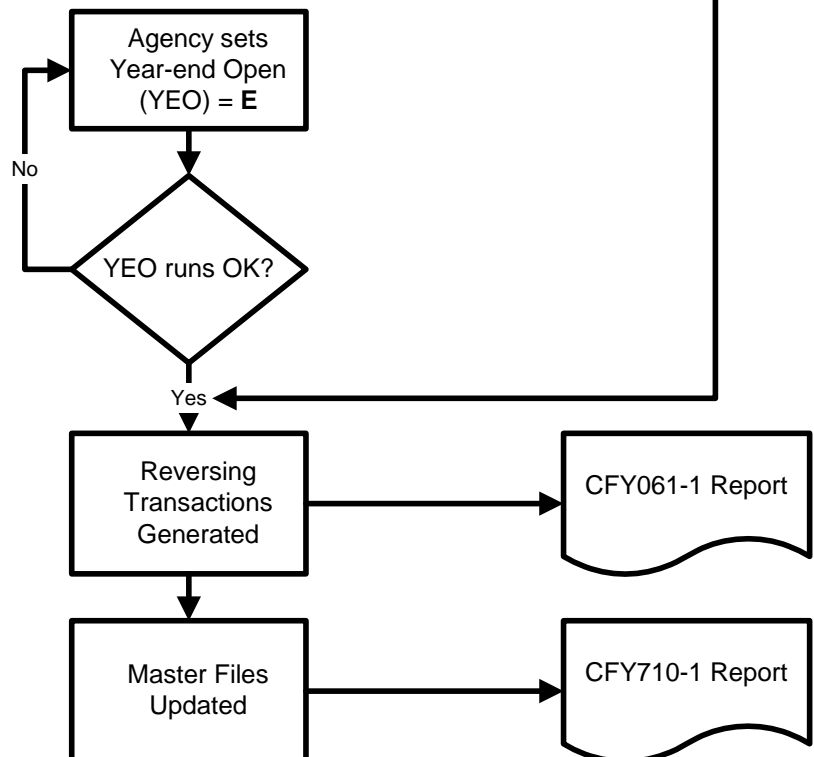 Agency sets
Year-end Open
(YEO) = E
No
YEO runs OK?
Yes
Reversing
Transactions
Generated
CFY061-1 Report
Master Files
Updated
CFY710-1 Report